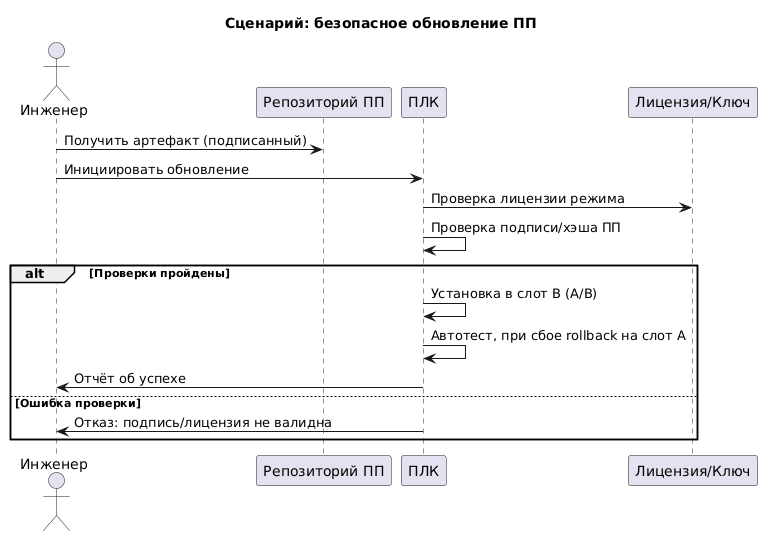 Сценарий: безопасное обновление ПП
Инженер
Репозиторий ПП
ПЛК
Лицензия/Ключ
Получить артефакт (подписанный)
Инициировать обновление
Проверка лицензии режима
Проверка подписи/хэша ПП
alt
[Проверки пройдены]
Установка в слот B (A/B)
Автотест, при сбое rollback на слот A
Отчёт об успехе
[Ошибка проверки]
Отказ: подпись/лицензия не валидна
Инженер
Репозиторий ПП
ПЛК
Лицензия/Ключ